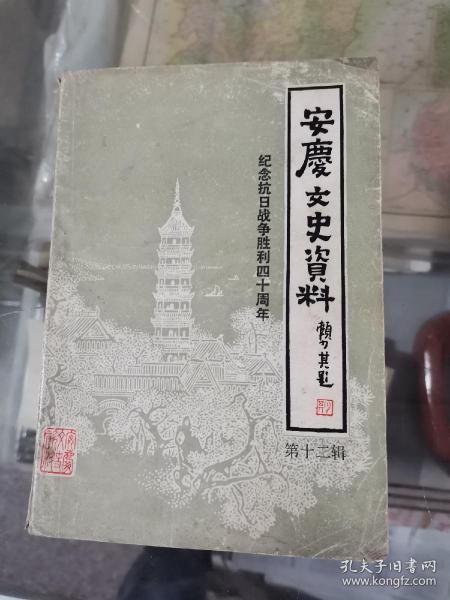 安慶文史資料
賴少其題
纪念抗日战争胜利四十周年
第十二辑
孔夫子旧书网
www.kongfz.com